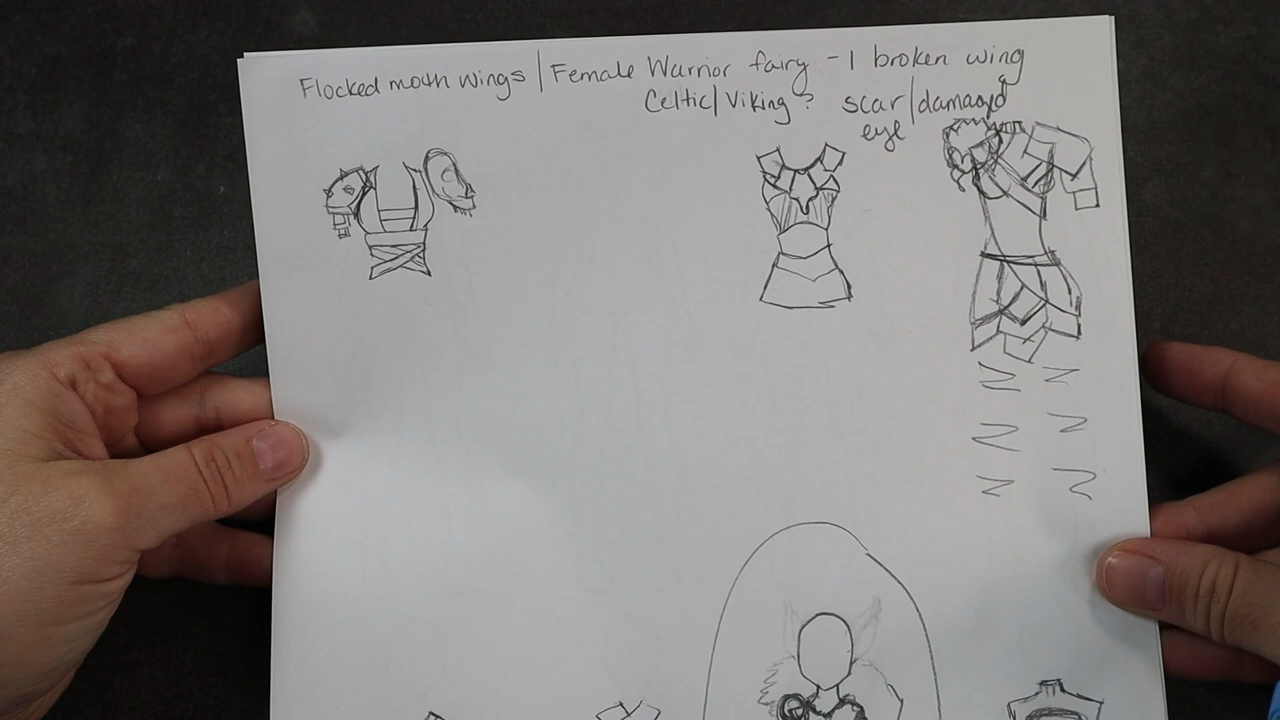 Flocked moth wings | Female Warrior fairy - 1 broken wing
Celtic/Viking? scar/damaged
eye